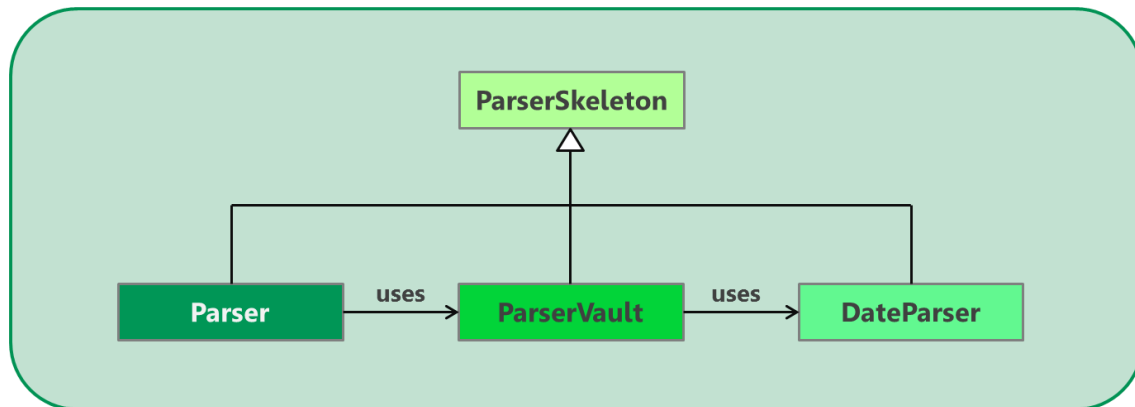 ParserSkeleton
Parser
uses
ParserVault
uses
DateParser